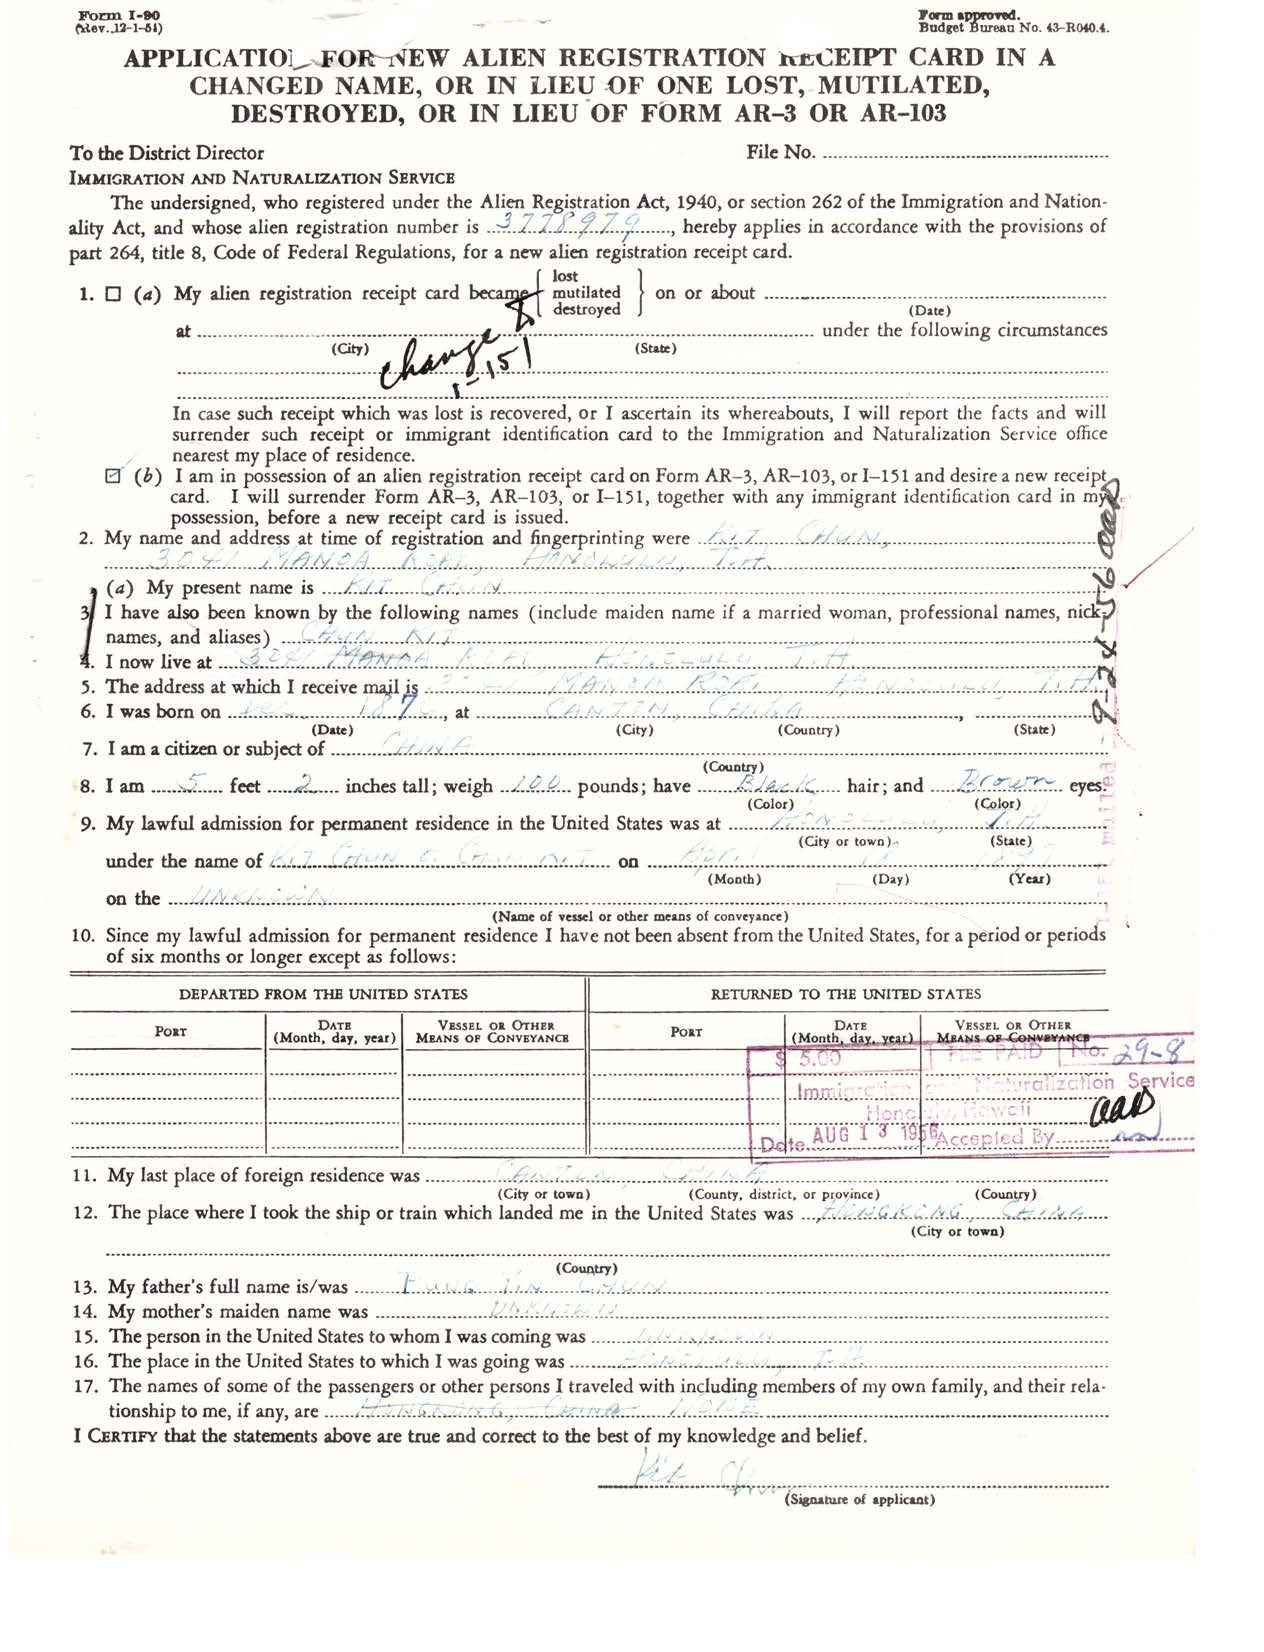 Form I-90
(Rev. 12-1-51)
Form approved.
Budget Bureau No. 43-R040.4.
APPLICATION FOR NEW ALIEN REGISTRATION RECEIPT CARD IN A
CHANGED NAME, OR IN LIEU OF ONE LOST, MUTILATED,
DESTROYED, OR IN LIEU OF FORM AR-3 OR AR-103
To the District Director
File No.
IMMIGRATION AND NATURALIZATION SERVICE
The undersigned, who registered under the Alien Registration Act, 1940, or section 262 of the Immigration and Nation-
ality Act, and whose alien registration number is 3778979, hereby applies in accordance with the provisions of
part 264, title 8, Code of Federal Regulations, for a new alien registration receipt card.
1. ☐ (a) My alien registration receipt card became { lost mutilated destroyed } on or about
(Date)
at under the following circumstances
(City) (State)
change
I-151
In case such receipt which was lost is recovered, or I ascertain its whereabouts, I will report the facts and will
surrender such receipt or immigrant identification card to the Immigration and Naturalization Service office
nearest my place of residence.
☑ (b) I am in possession of an alien registration receipt card on Form AR-3, AR-103, or I-151 and desire a new receipt
card. I will surrender Form AR-3, AR-103, or I-151, together with any immigrant identification card in my
possession, before a new receipt card is issued.
2. My name and address at time of registration and fingerprinting were KIT CHUN,
3041 MANOA ROAD, HONOLULU, T.H.
(a) My present name is KIT CHUN
3. I have also been known by the following names (include maiden name if a married woman, professional names, nick-
names, and aliases) CHUN KIT
4. I now live at 3241 MANOA ROAD HONOLULU T.H.
5. The address at which I receive mail is 3241 MANOA ROAD HONOLULU, T.H.
6. I was born on Dec. 1876, at CANTON, CHINA,
(Date) (City) (Country) (State)
7. I am a citizen or subject of CHINA
(Country)
8. I am 5 feet 2 inches tall; weigh 100 pounds; have Black hair; and Brown eyes.
(Color) (Color)
9. My lawful admission for permanent residence in the United States was at HONOLULU, T.H.
(City or town) (State)
under the name of KIT CHUN or CHUN KIT on April
(Month) (Day) (Year)
on the UNKNOWN
(Name of vessel or other means of conveyance)
9-24-56
mailed
10. Since my lawful admission for permanent residence I have not been absent from the United States, for a period or periods
of six months or longer except as follows:
DEPARTED FROM THE UNITED STATES RETURNED TO THE UNITED STATES
PORT DATE (Month, day, year) VESSEL OR OTHER MEANS OF CONVEYANCE PORT DATE (Month, day, year) VESSEL OR OTHER MEANS OF CONVEYANCE
$ 5.00 FEE PAID No. 29-8
Immigration and Naturalization Service
Honolulu, Hawaii
Date AUG 13 1956 Accepted By
11. My last place of foreign residence was CANTON, CHINA
(City or town) (County, district, or province) (Country)
12. The place where I took the ship or train which landed me in the United States was HONGKONG, CHINA
(City or town)
(Country)
13. My father's full name is/was FUNG YIN CHUN
14. My mother's maiden name was UNKNOWN
15. The person in the United States to whom I was coming was UNKNOWN
16. The place in the United States to which I was going was HONOLULU, T.H.
17. The names of some of the passengers or other persons I traveled with including members of my own family, and their rela-
tionship to me, if any, are HONGKONG, CHINA NONE
I CERTIFY that the statements above are true and correct to the best of my knowledge and belief.
Kit Chun
(Signature of applicant)